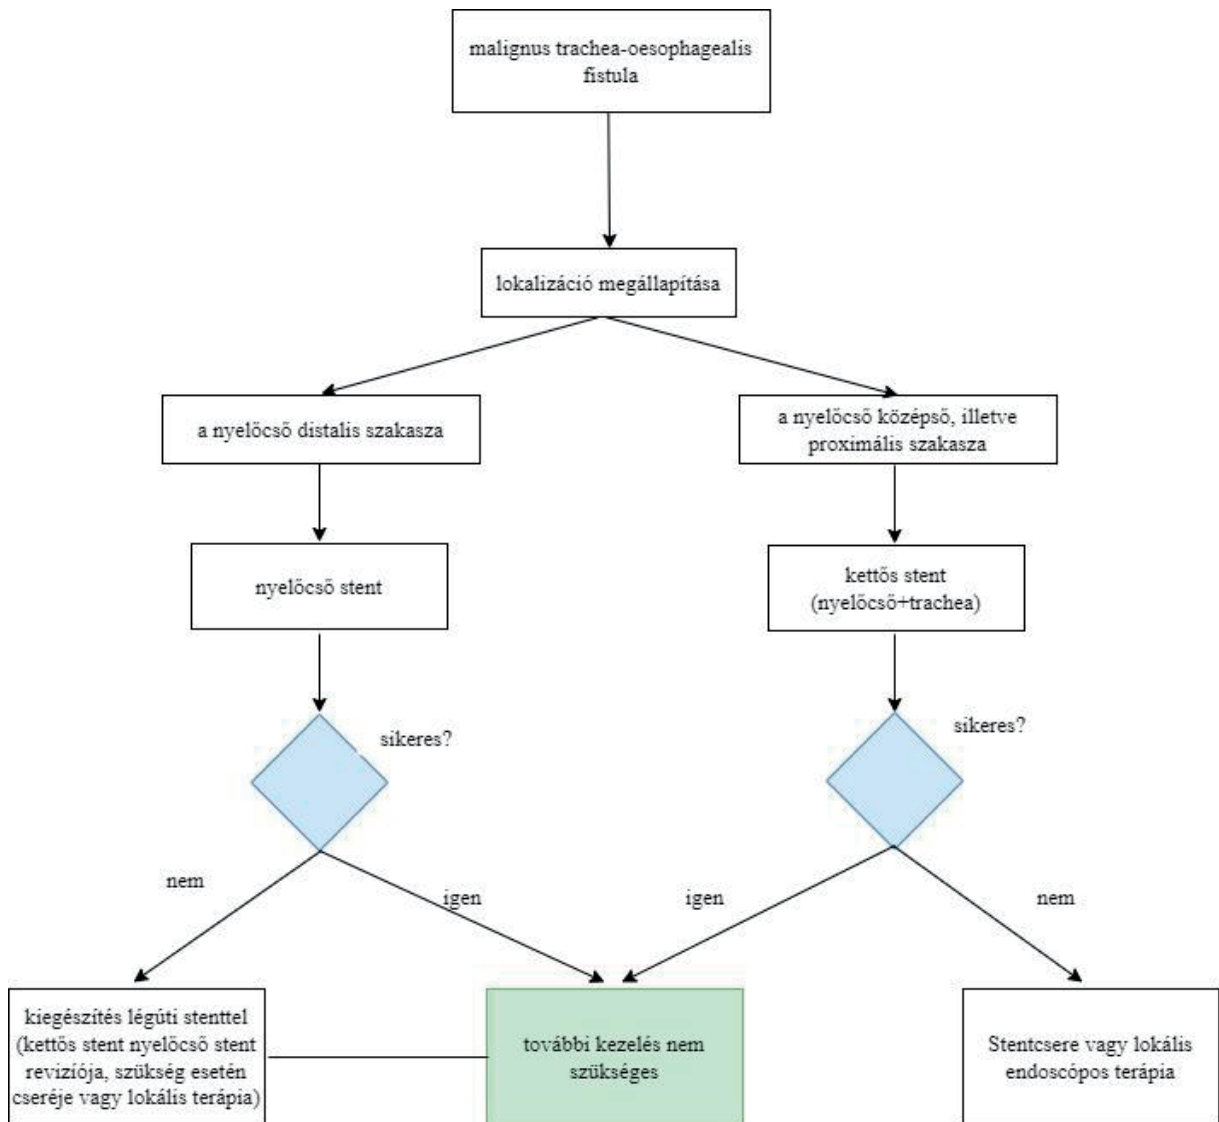 malignus trachea-oesophagealis
fistula
lokalizáció megállapítása
a nyelőcső distalis szakasza
a nyelőcső középső, illetve
proximális szakasza
nyelőcső stent
kettős stent
(nyelőcső+trachea)
sikeres?
sikeres?
nem
igen
igen
nem
kiegészítés légúti stenttel
(kettős stent nyelőcső stent
revizíója, szükség esetén
cseréje vagy lokális terápia)
további kezelés nem
szükséges
Stentcsere vagy lokális
endoscópos terápia